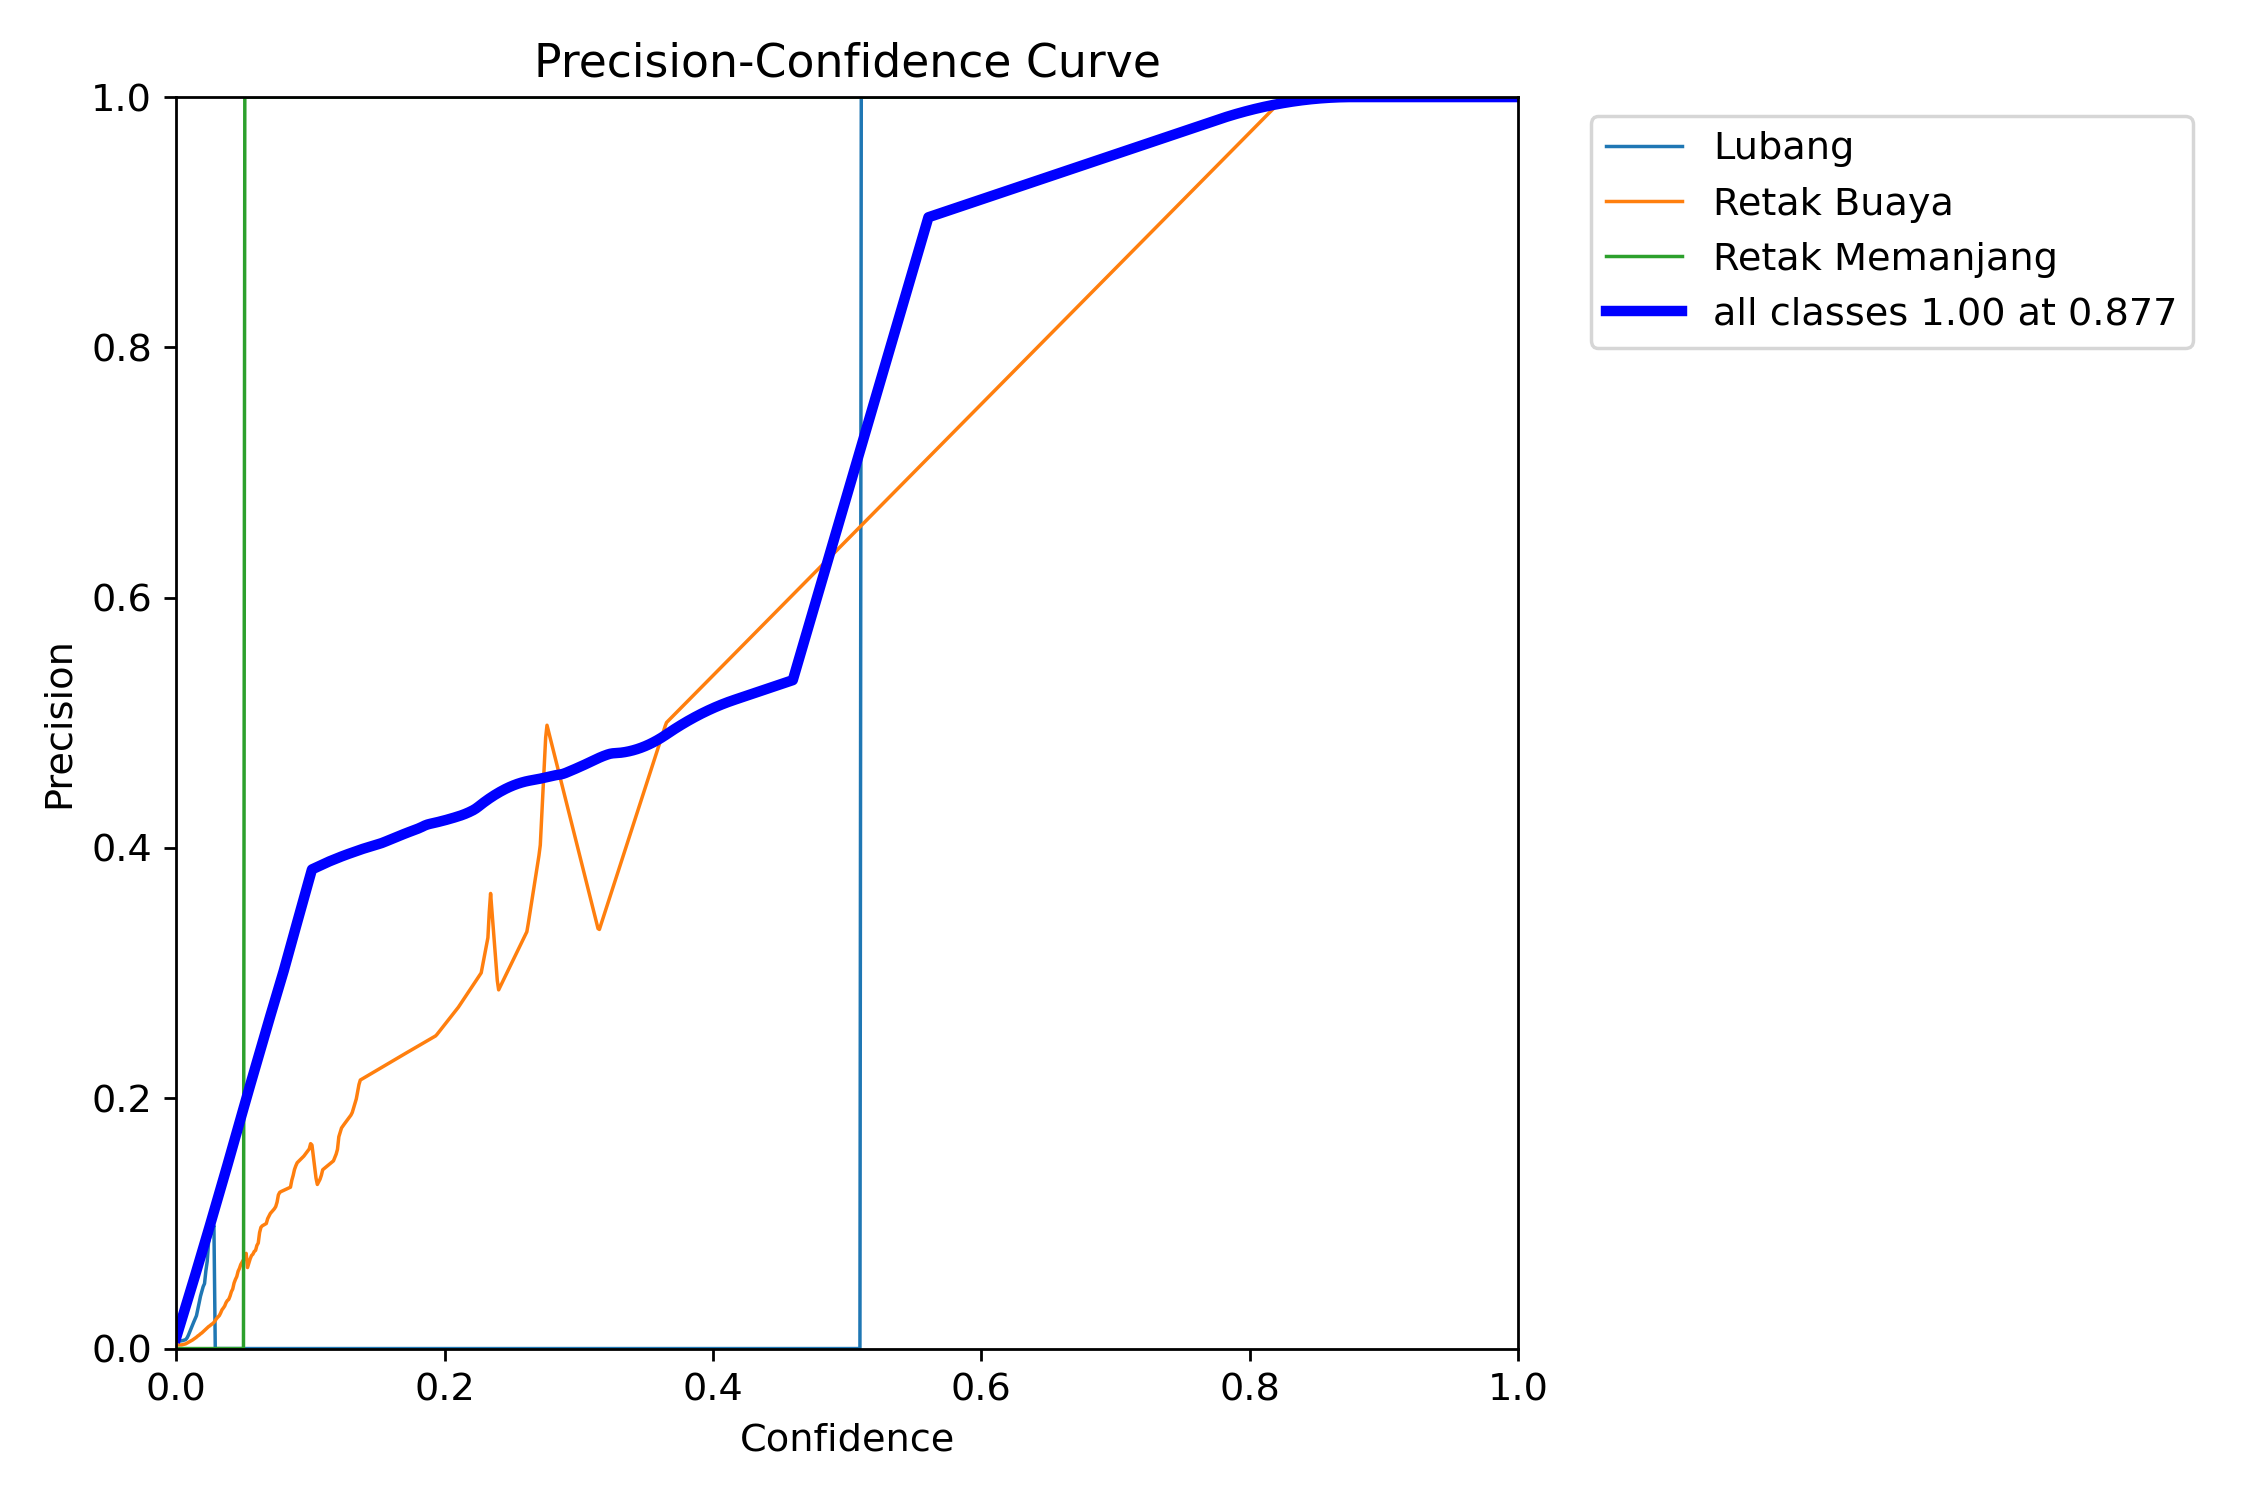 Precision-Confidence Curve
1.0
0.8
0.6
0.4
0.2
0.0
Precision
0.0 0.2 0.4 0.6 0.8 1.0
Confidence
Lubang
Retak Buaya
Retak Memanjang
all classes 1.00 at 0.877